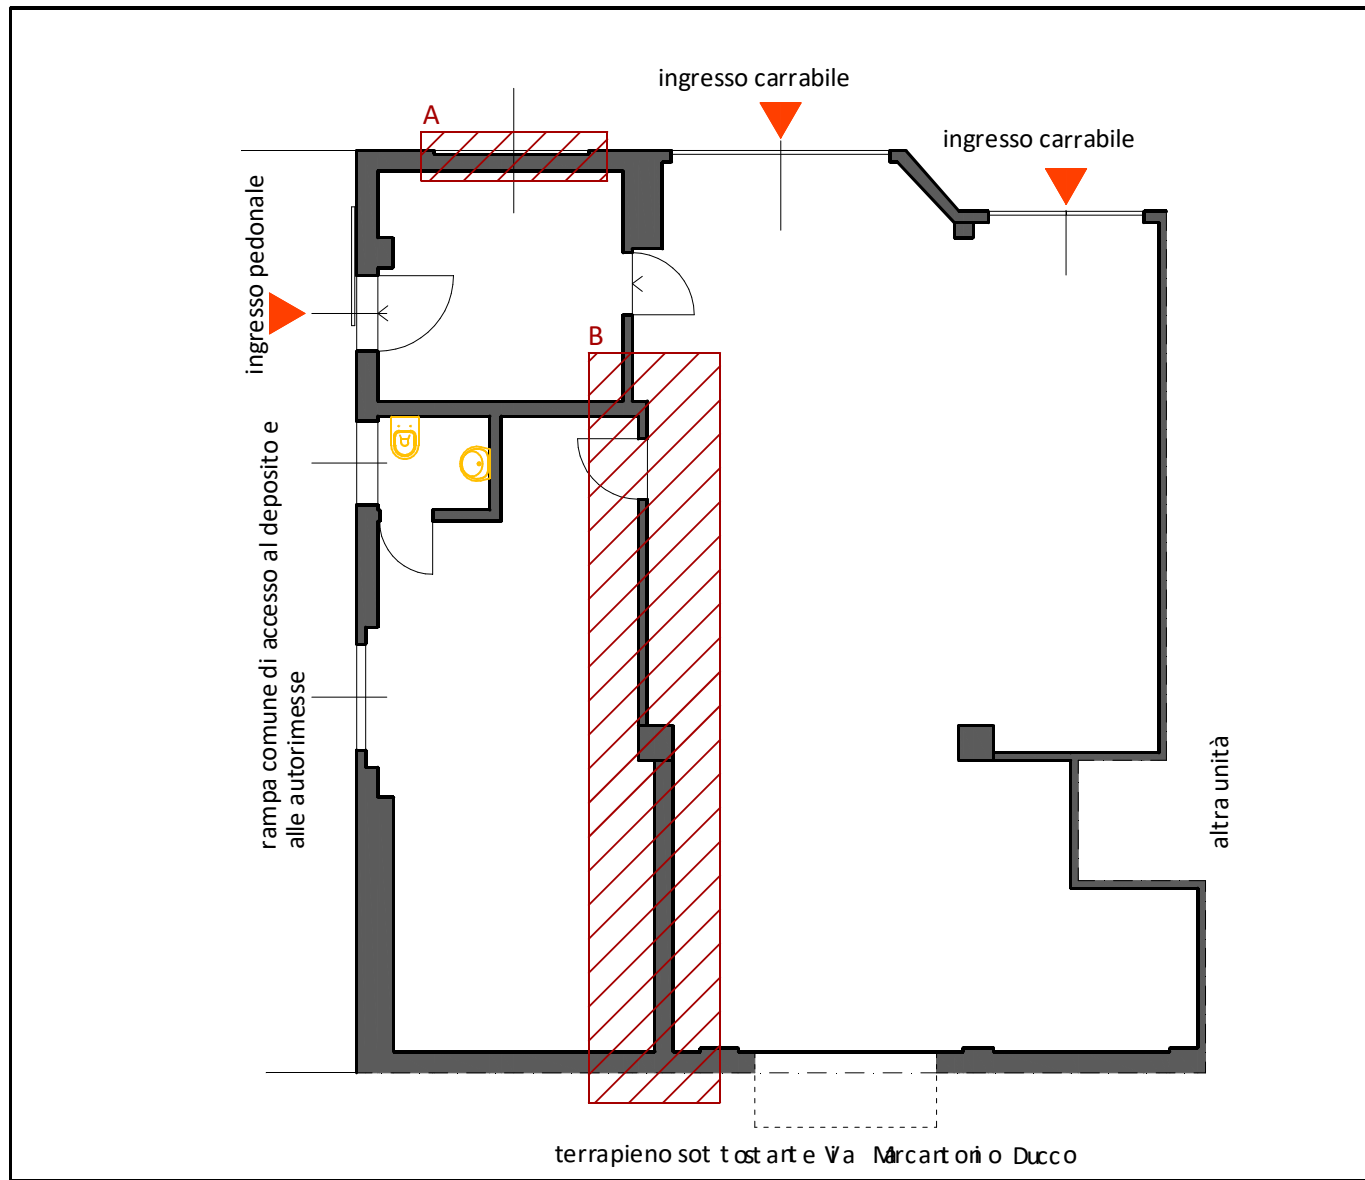 ingresso carrabile
A
ingresso carrabile
ingresso pedonale
B
rampa comune di accesso al deposito e
alle autorimesse
altra unità
terrapieno sottostante Via Marcantonio Ducco